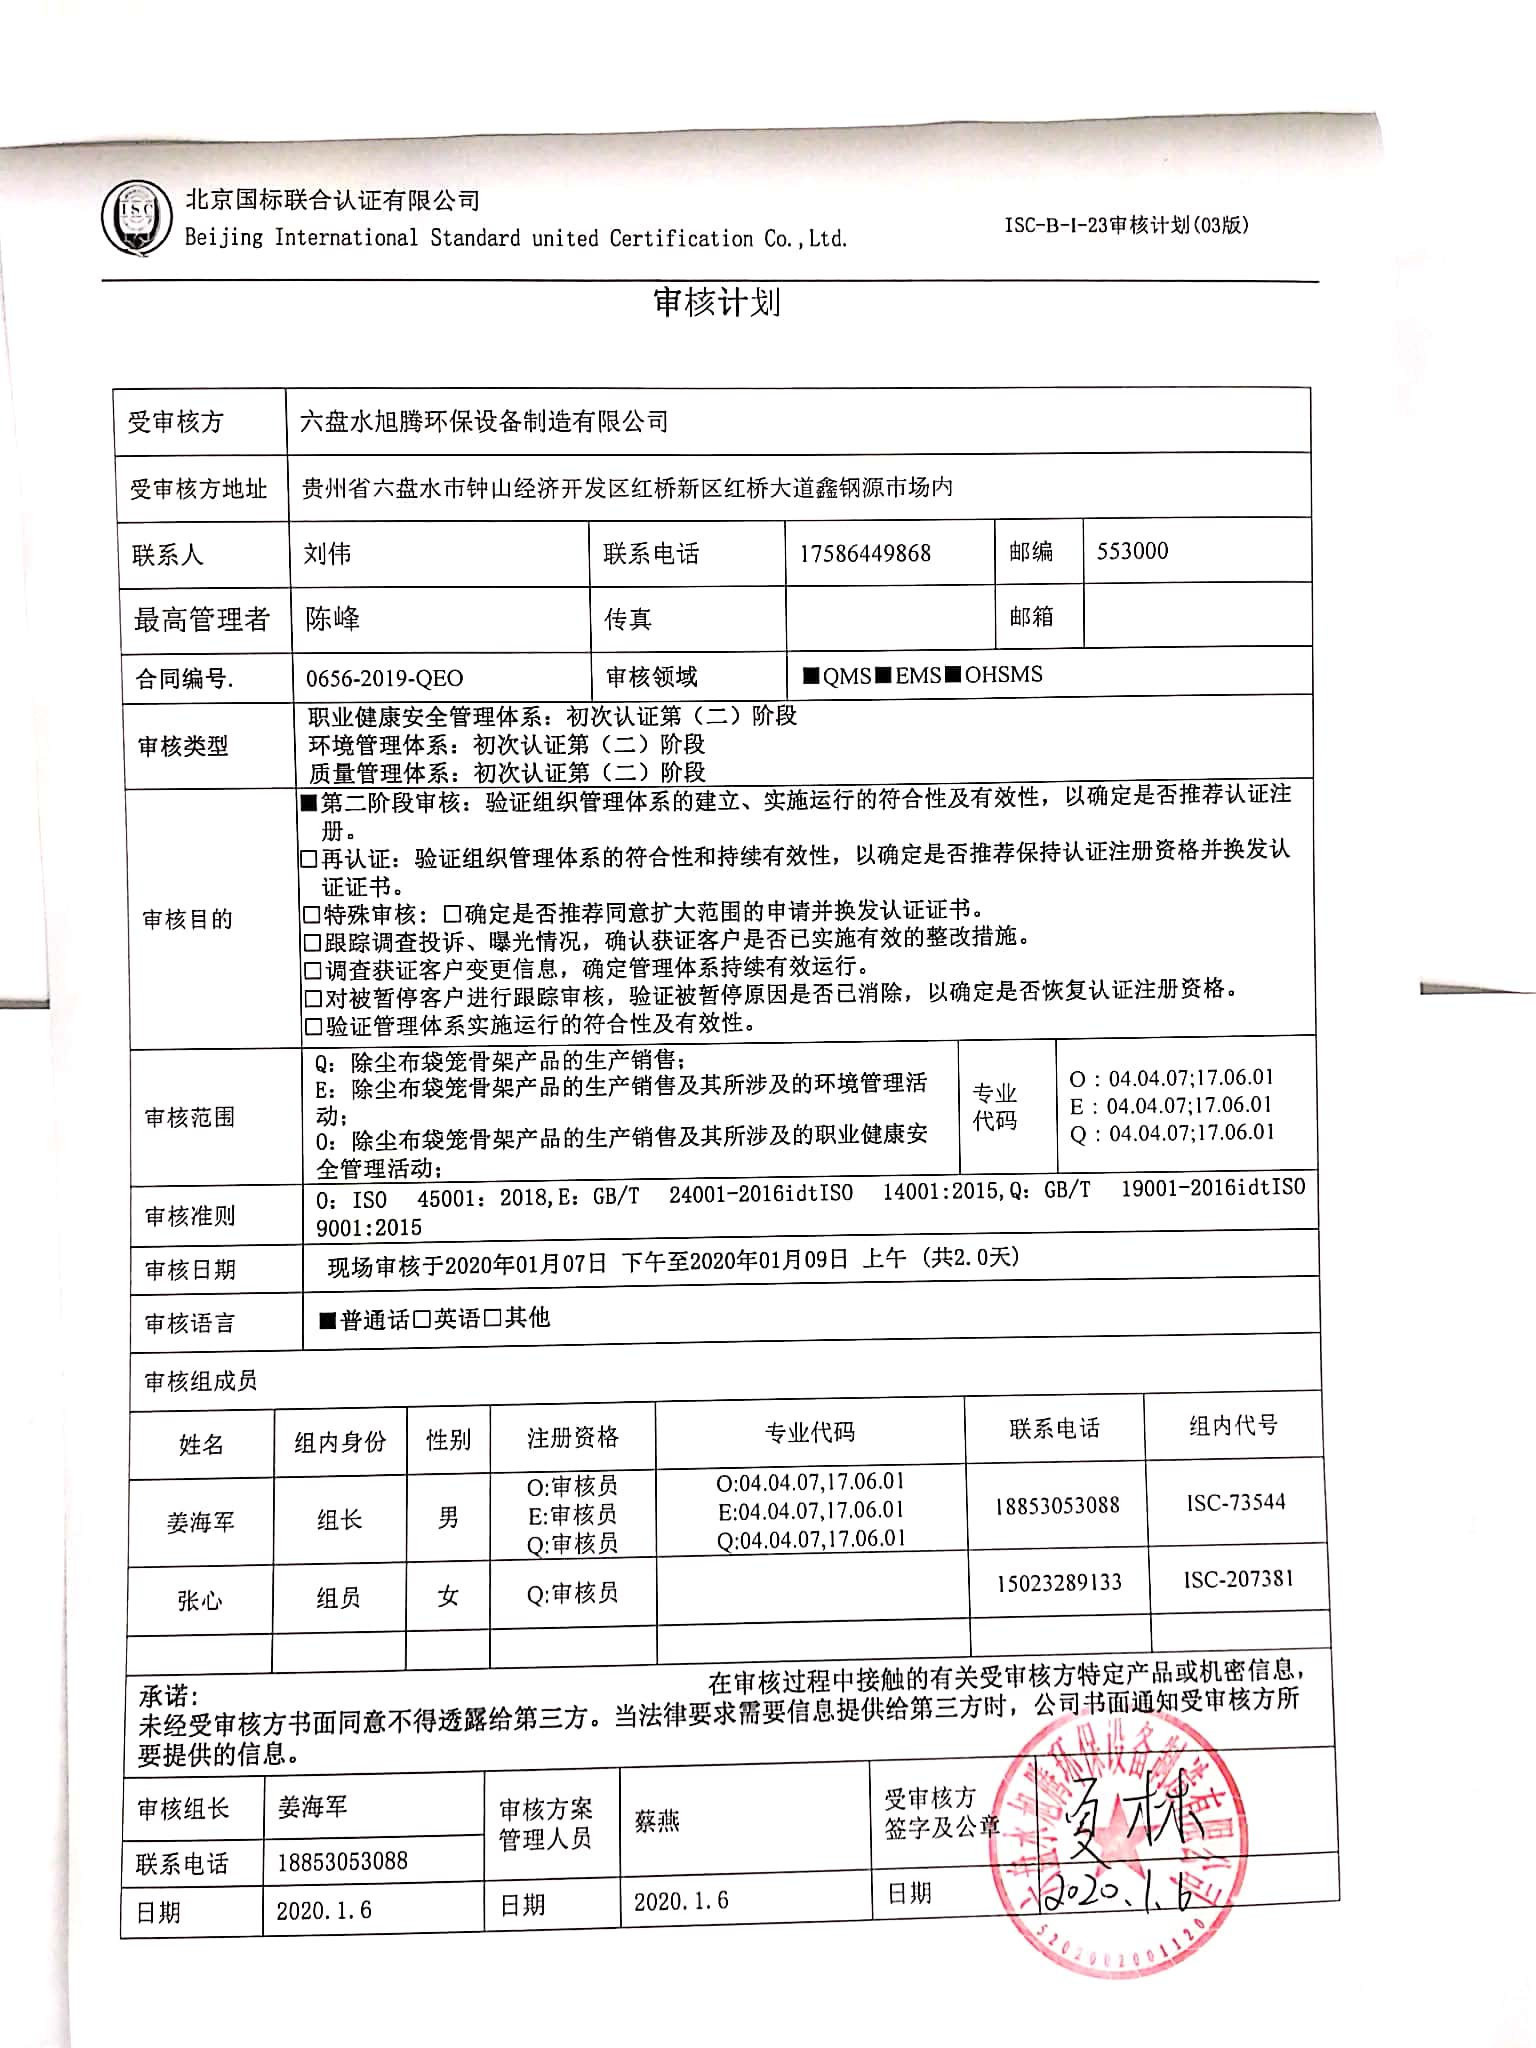 北京国标联合认证有限公司
Beijing International Standard united Certification Co.,Ltd.
ISC-B-I-23审核计划(03版)
审核计划
受审核方 六盘水旭腾环保设备制造有限公司
受审核方地址 贵州省六盘水市钟山经济开发区红桥新区红桥大道鑫钢源市场内
联系人 刘伟 联系电话 17586449868 邮编 553000
最高管理者 陈峰 传真 邮箱
合同编号. 0656-2019-QEO 审核领域 ■QMS■EMS■OHSMS
审核类型
职业健康安全管理体系：初次认证第（二）阶段
环境管理体系：初次认证第（二）阶段
质量管理体系：初次认证第（二）阶段
审核目的
■第二阶段审核：验证组织管理体系的建立、实施运行的符合性及有效性，以确定是否推荐认证注
册。
□再认证：验证组织管理体系的符合性和持续有效性，以确定是否推荐保持认证注册资格并换发认
证证书。
□特殊审核：□确定是否推荐同意扩大范围的申请并换发认证证书。
□跟踪调查投诉、曝光情况，确认获证客户是否已实施有效的整改措施。
□调查获证客户变更信息，确定管理体系持续有效运行。
□对被暂停客户进行跟踪审核，验证被暂停原因是否已消除，以确定是否恢复认证注册资格。
□验证管理体系实施运行的符合性及有效性。
审核范围
Q：除尘布袋笼骨架产品的生产销售；
E：除尘布袋笼骨架产品的生产销售及其所涉及的环境管理活
动；
O：除尘布袋笼骨架产品的生产销售及其所涉及的职业健康安
全管理活动；
专业
代码
O：04.04.07;17.06.01
E：04.04.07;17.06.01
Q：04.04.07;17.06.01
审核准则
O：ISO 45001：2018,E：GB/T 24001-2016idtISO 14001:2015,Q：GB/T 19001-2016idtISO
9001:2015
审核日期 现场审核于2020年01月07日 下午至2020年01月09日 上午 (共2.0天)
审核语言 ■普通话□英语□其他
审核组成员
姓名 组内身份 性别 注册资格 专业代码 联系电话 组内代号
姜海军 组长 男
O:审核员
E:审核员
Q:审核员
O:04.04.07,17.06.01
E:04.04.07,17.06.01
Q:04.04.07,17.06.01
18853053088 ISC-73544
张心 组员 女 Q:审核员 15023289133 ISC-207381
承诺： 在审核过程中接触的有关受审核方特定产品或机密信息，
未经受审核方书面同意不得透露给第三方。当法律要求需要信息提供给第三方时，公司书面通知受审核方所
要提供的信息。
审核组长 姜海军
联系电话 18853053088
审核方案
管理人员
蔡燕
受审核方
签字及公章
夏林
日期 2020.1.6 日期 2020.1.6 日期 2020.1.6
六盘水旭腾环保设备制造有限公司
5202002001120